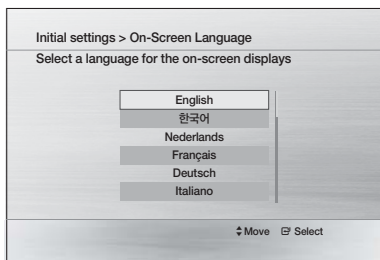 Initial settings > On-Screen Language
Select a language for the on-screen displays
English
한국어
Nederlands
Français
Deutsch
Italiano
Move Select